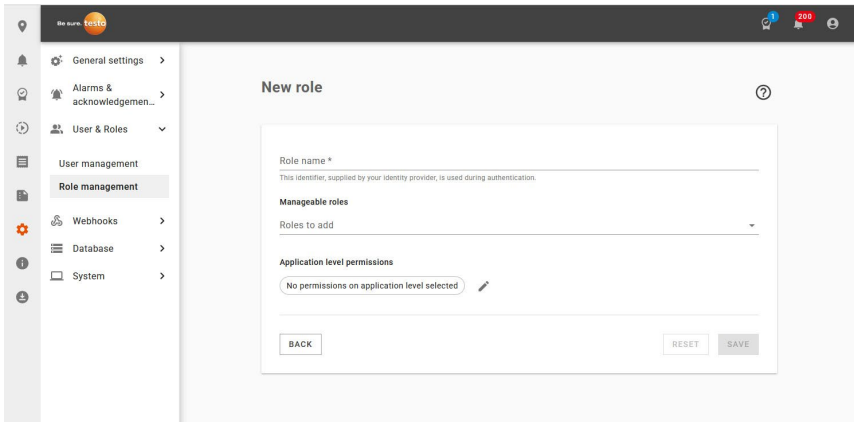 Be sure. testo
1
200
General settings
Alarms &
acknowledgemen...
User & Roles
User management
Role management
Webhooks
Database
System
New role
Role name *
This identifier, supplied by your identity provider, is used during authentication.
Manageable roles
Roles to add
Application level permissions
No permissions on application level selected
BACK
RESET
SAVE